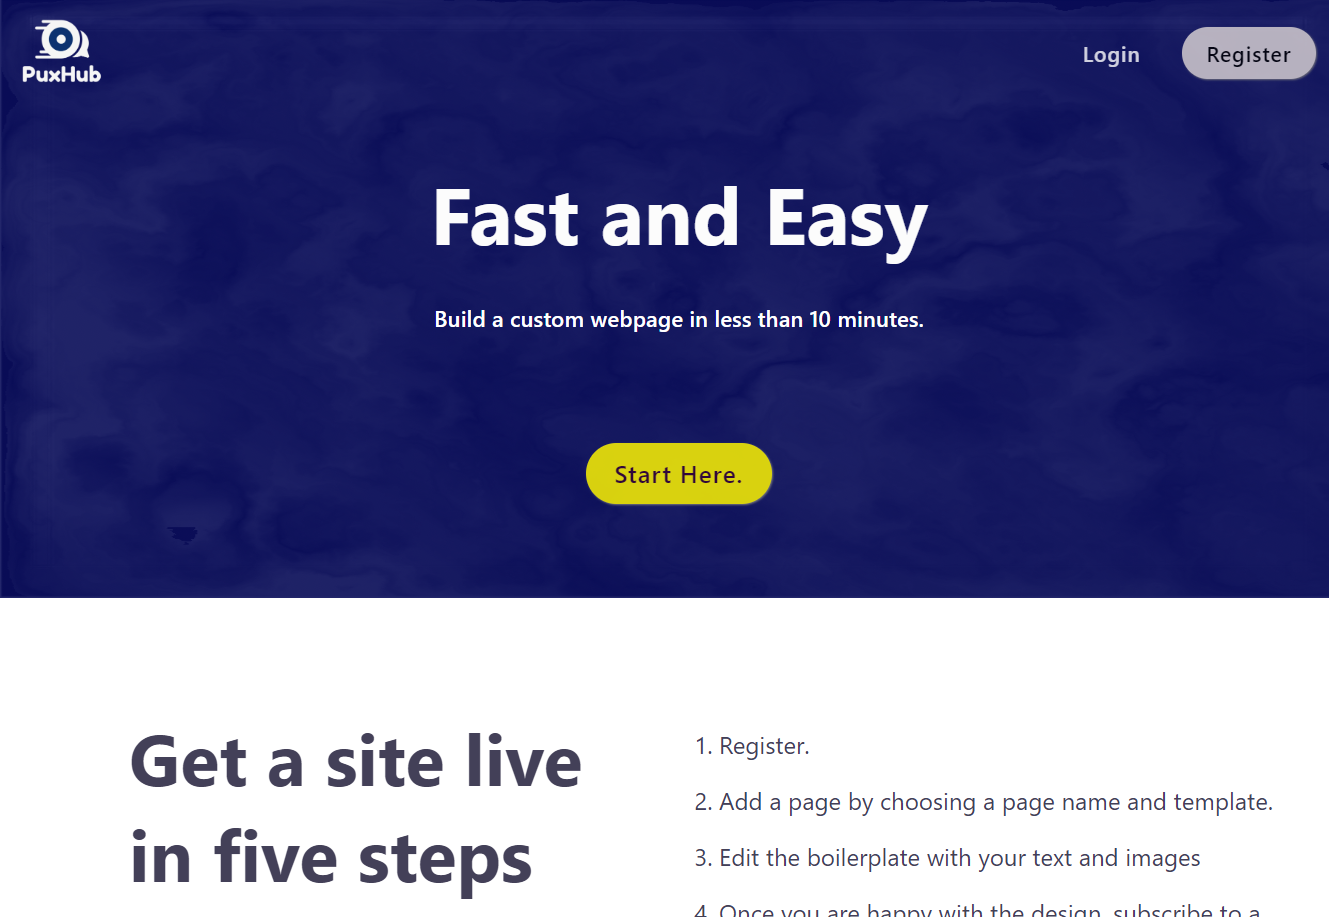 PuxHub
Login
Register
Fast and Easy
Build a custom webpage in less than 10 minutes.
Start Here.
Get a site live
in five steps
1. Register.
2. Add a page by choosing a page name and template.
3. Edit the boilerplate with your text and images
4. Once you are happy with the design, subscribe to a